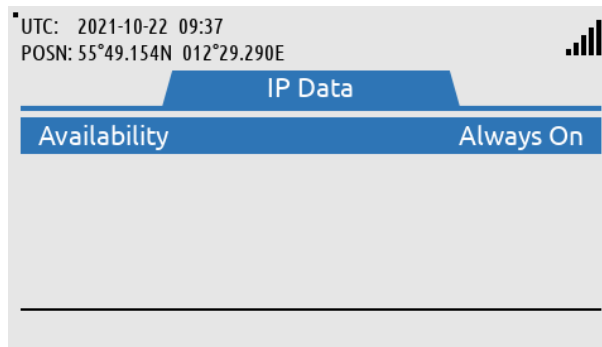 UTC: 2021-10-22 09:37
POSN: 55°49.154N 012°29.290E
IP Data
Availability Always On